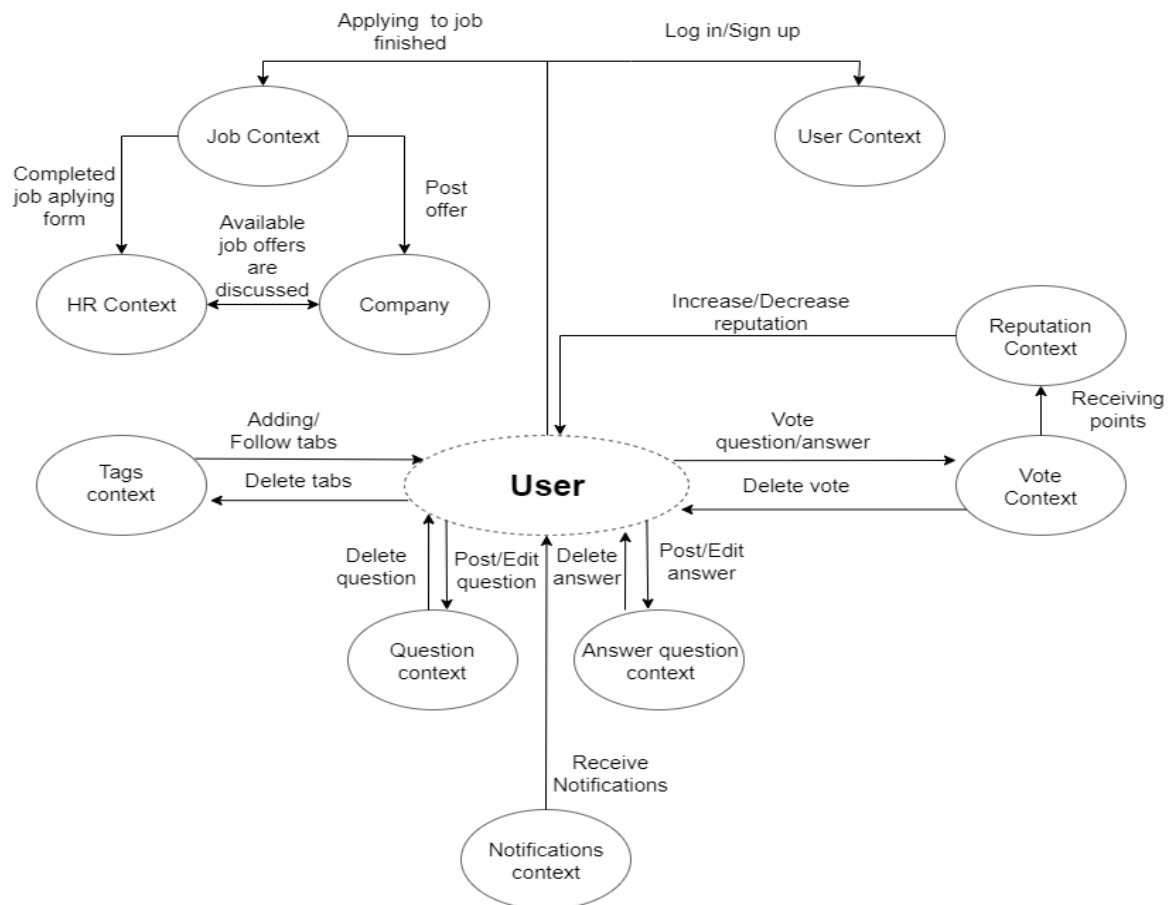 Applying to job
finished
Log in/Sign up
Job Context
User Context
Completed
job aplying
form
Post
offer
Available
job offers
are
discussed
HR Context
Company
Increase/Decrease
reputation
Reputation
Context
Receiving
points
Adding/
Follow tabs
Vote
question/answer
Tags
context
Delete tabs
User
Delete vote
Vote
Context
Delete
question
Post/Edit
question
Delete
answer
Post/Edit
answer
Question
context
Answer question
context
Receive
Notifications
Notifications
context